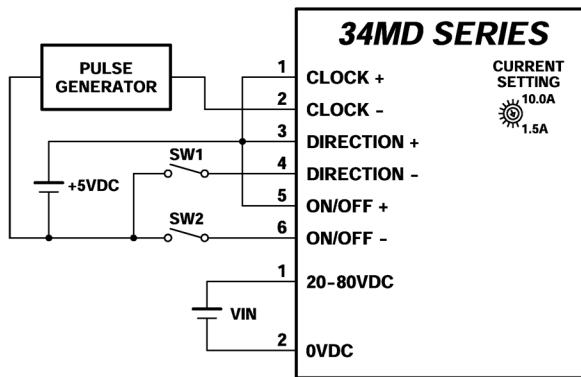 34MD SERIES
PULSE
GENERATOR
1 CLOCK +
CURRENT
SETTING
10.0A
1.5A
2 CLOCK -
3 DIRECTION +
SW1
4 DIRECTION -
+5VDC
5 ON/OFF +
SW2
6 ON/OFF -
1 20-80VDC
VIN
2 0VDC